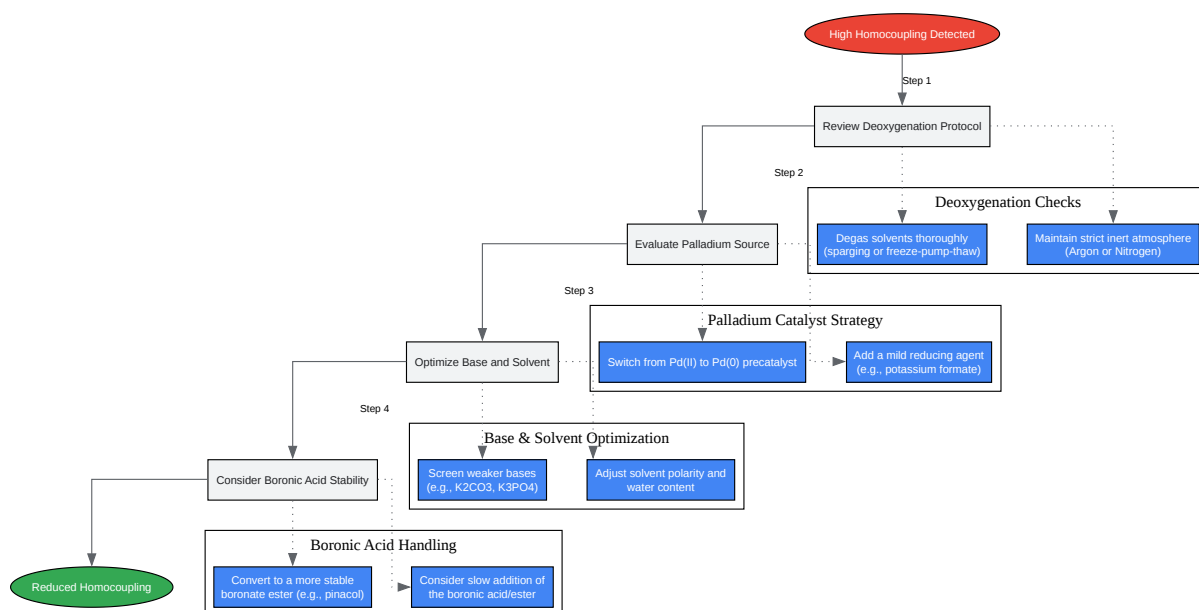 High Homocoupling Detected
Step 1
Review Deoxygenation Protocol
Step 2
Deoxygenation Checks
Degas solvents thoroughly
(sparging or freeze-pump-thaw)
Maintain strict inert atmosphere
(Argon or Nitrogen)
Evaluate Palladium Source
Step 3
Palladium Catalyst Strategy
Switch from Pd(II) to Pd(0) precatalyst
Add a mild reducing agent
(e.g., potassium formate)
Optimize Base and Solvent
Step 4
Base & Solvent Optimization
Screen weaker bases
(e.g., K2CO3, K3PO4)
Adjust solvent polarity and
water content
Consider Boronic Acid Stability
Boronic Acid Handling
Convert to a more stable
boronate ester (e.g., pinacol)
Consider slow addition of
the boronic acid/ester
Reduced Homocoupling